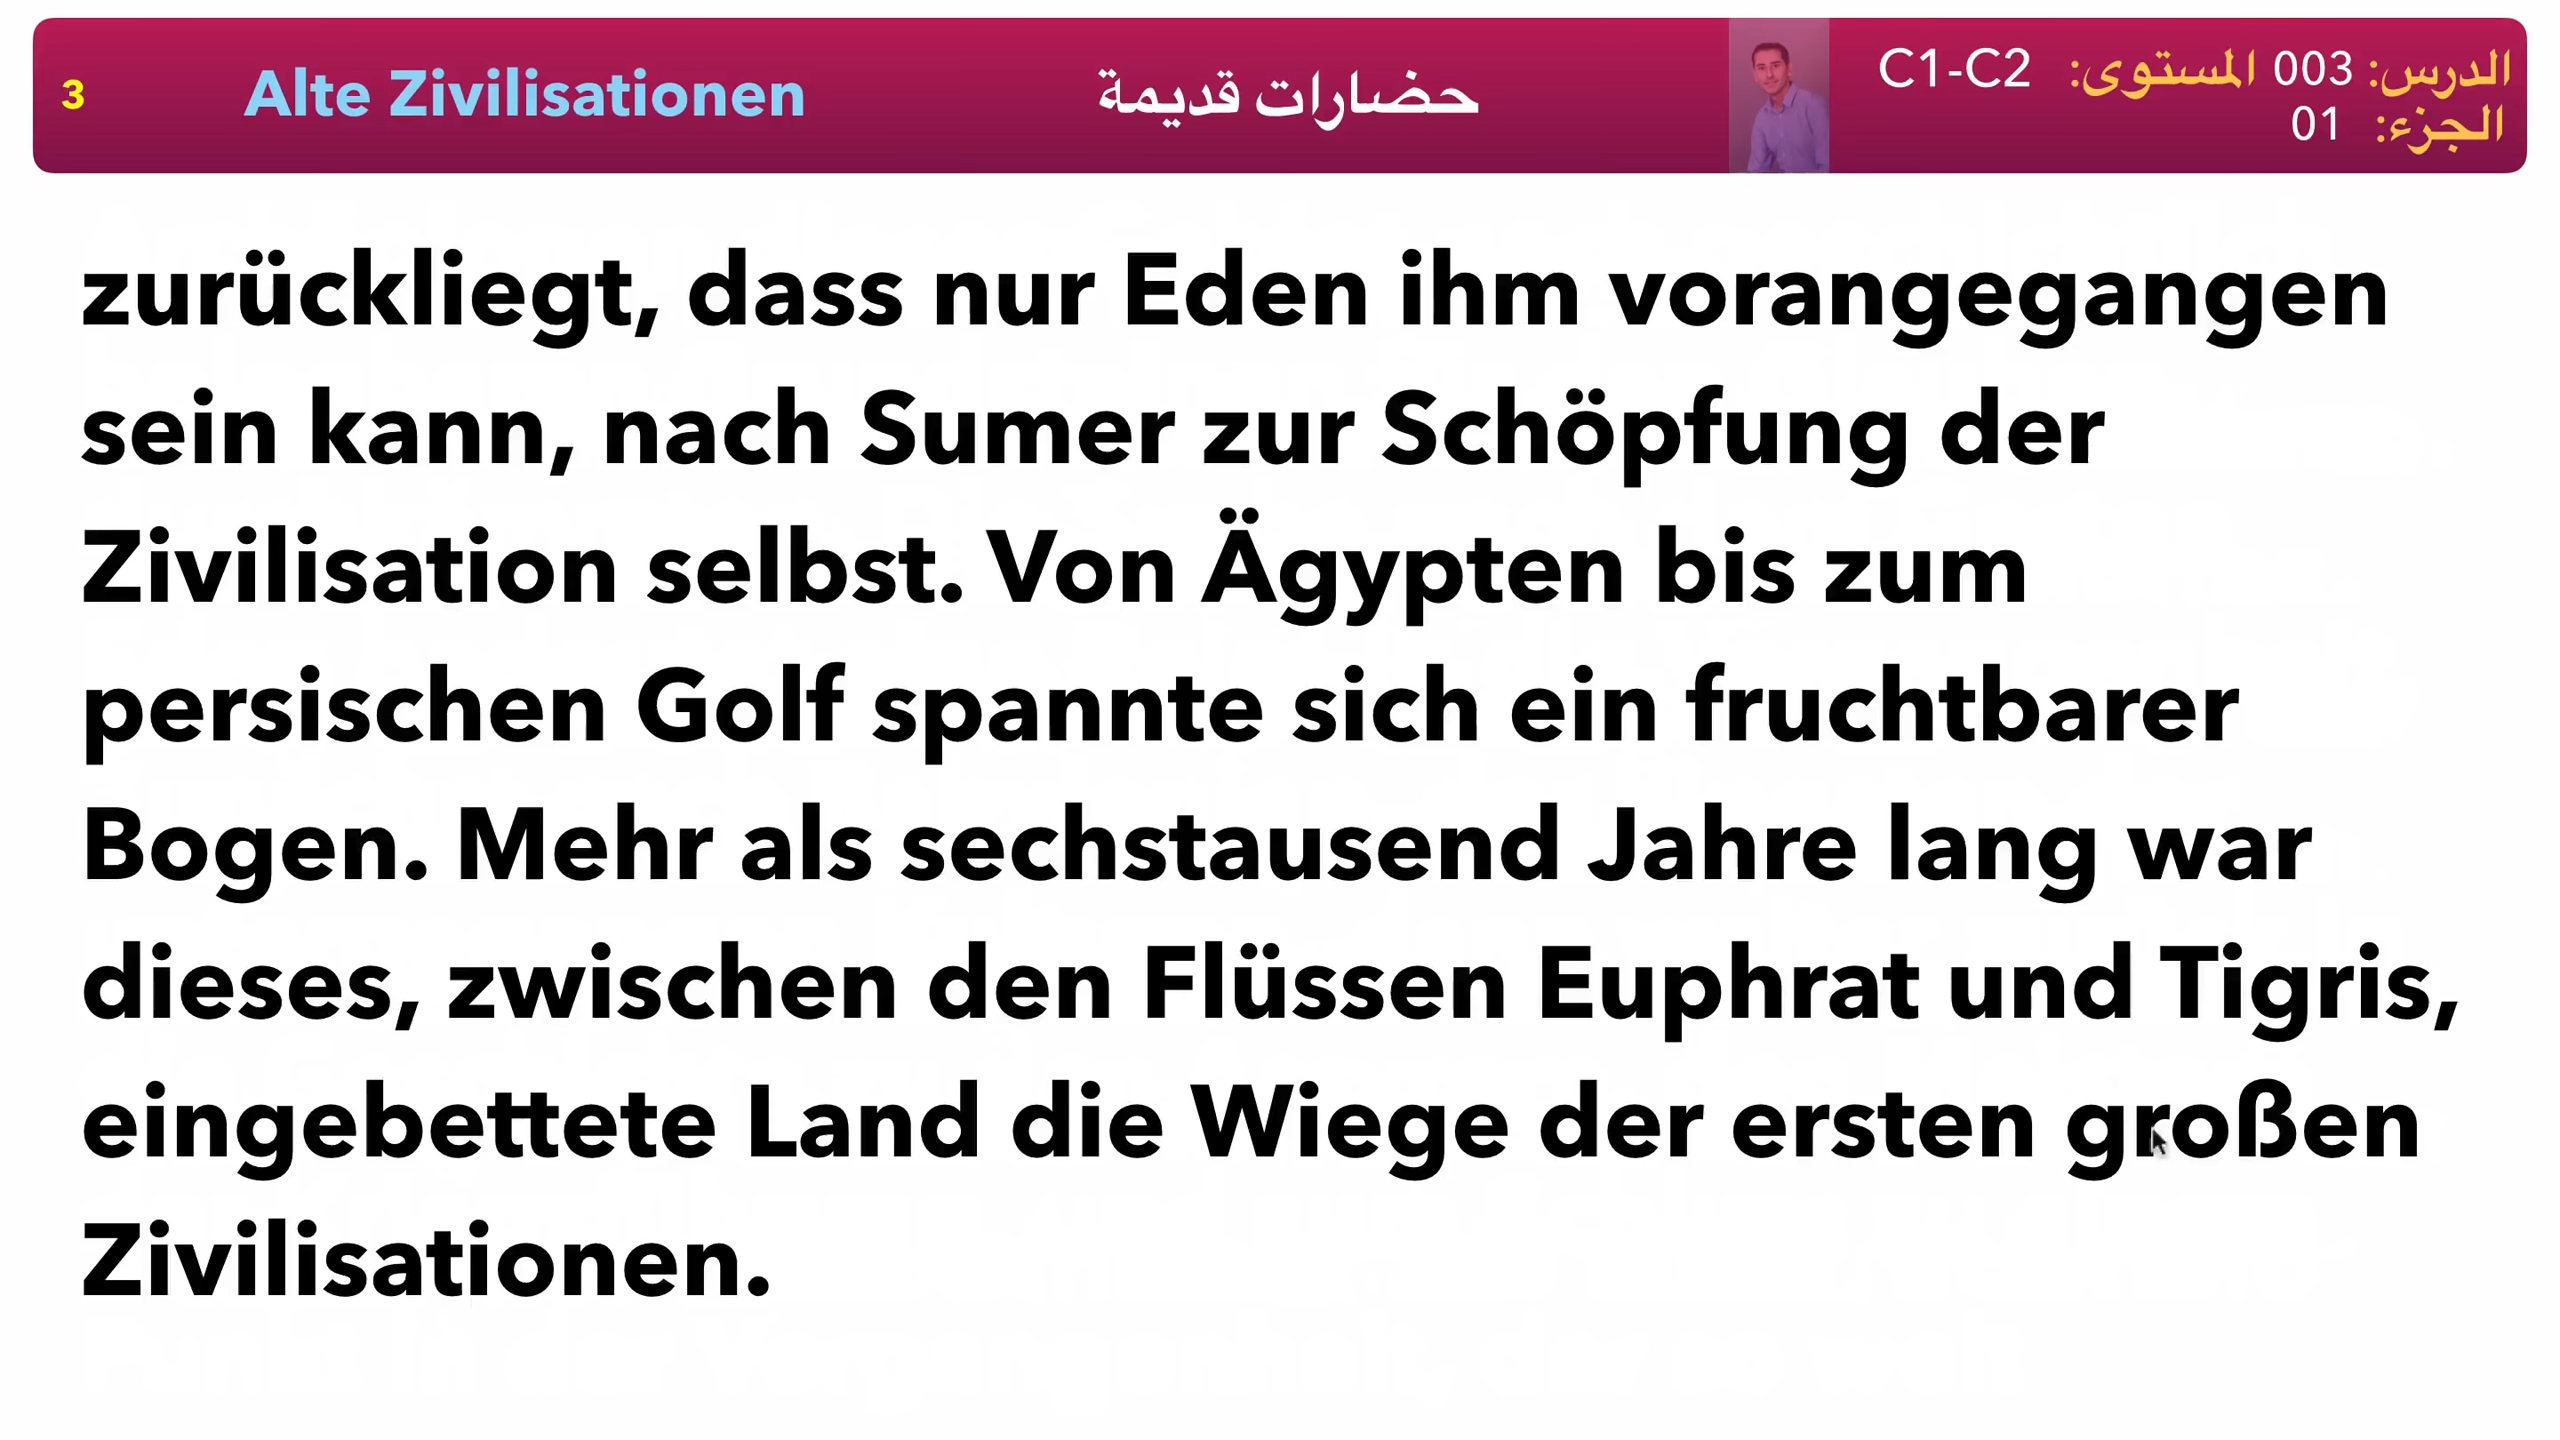 3
Alte Zivilisationen
حضارات قديمة
الدرس: 003 المستوى: C1-C2
الجزء: 01
zurückliegt, dass nur Eden ihm vorangegangen
sein kann, nach Sumer zur Schöpfung der
Zivilisation selbst. Von Ägypten bis zum
persischen Golf spannte sich ein fruchtbarer
Bogen. Mehr als sechstausend Jahre lang war
dieses, zwischen den Flüssen Euphrat und Tigris,
eingebettete Land die Wiege der ersten großen
Zivilisationen.